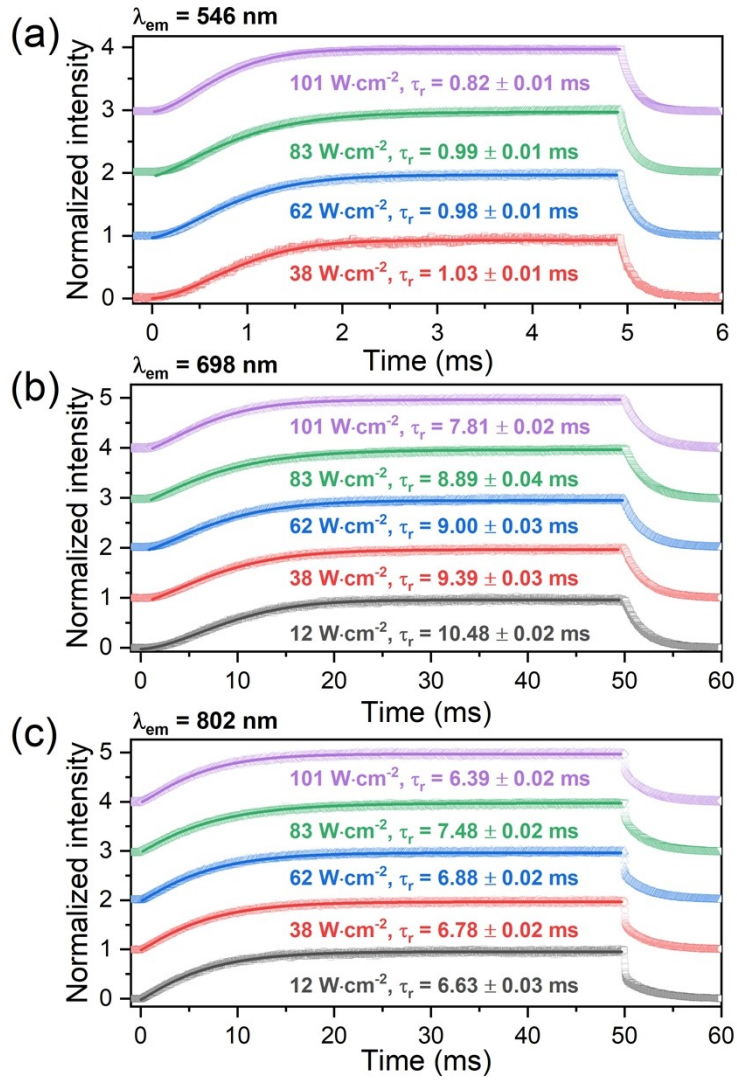 (a)
λem = 546 nm
Normalized intensity
4
3
2
1
0
101 W·cm⁻², τr = 0.82 ± 0.01 ms
83 W·cm⁻², τr = 0.99 ± 0.01 ms
62 W·cm⁻², τr = 0.98 ± 0.01 ms
38 W·cm⁻², τr = 1.03 ± 0.01 ms
0 1 2 3 4 5 6
Time (ms)
(b)
λem = 698 nm
Normalized intensity
5
4
3
2
1
0
101 W·cm⁻², τr = 7.81 ± 0.02 ms
83 W·cm⁻², τr = 8.89 ± 0.04 ms
62 W·cm⁻², τr = 9.00 ± 0.03 ms
38 W·cm⁻², τr = 9.39 ± 0.03 ms
12 W·cm⁻², τr = 10.48 ± 0.02 ms
0 10 20 30 40 50 60
Time (ms)
(c)
λem = 802 nm
Normalized intensity
5
4
3
2
1
0
101 W·cm⁻², τr = 6.39 ± 0.02 ms
83 W·cm⁻², τr = 7.48 ± 0.02 ms
62 W·cm⁻², τr = 6.88 ± 0.02 ms
38 W·cm⁻², τr = 6.78 ± 0.02 ms
12 W·cm⁻², τr = 6.63 ± 0.03 ms
0 10 20 30 40 50 60
Time (ms)